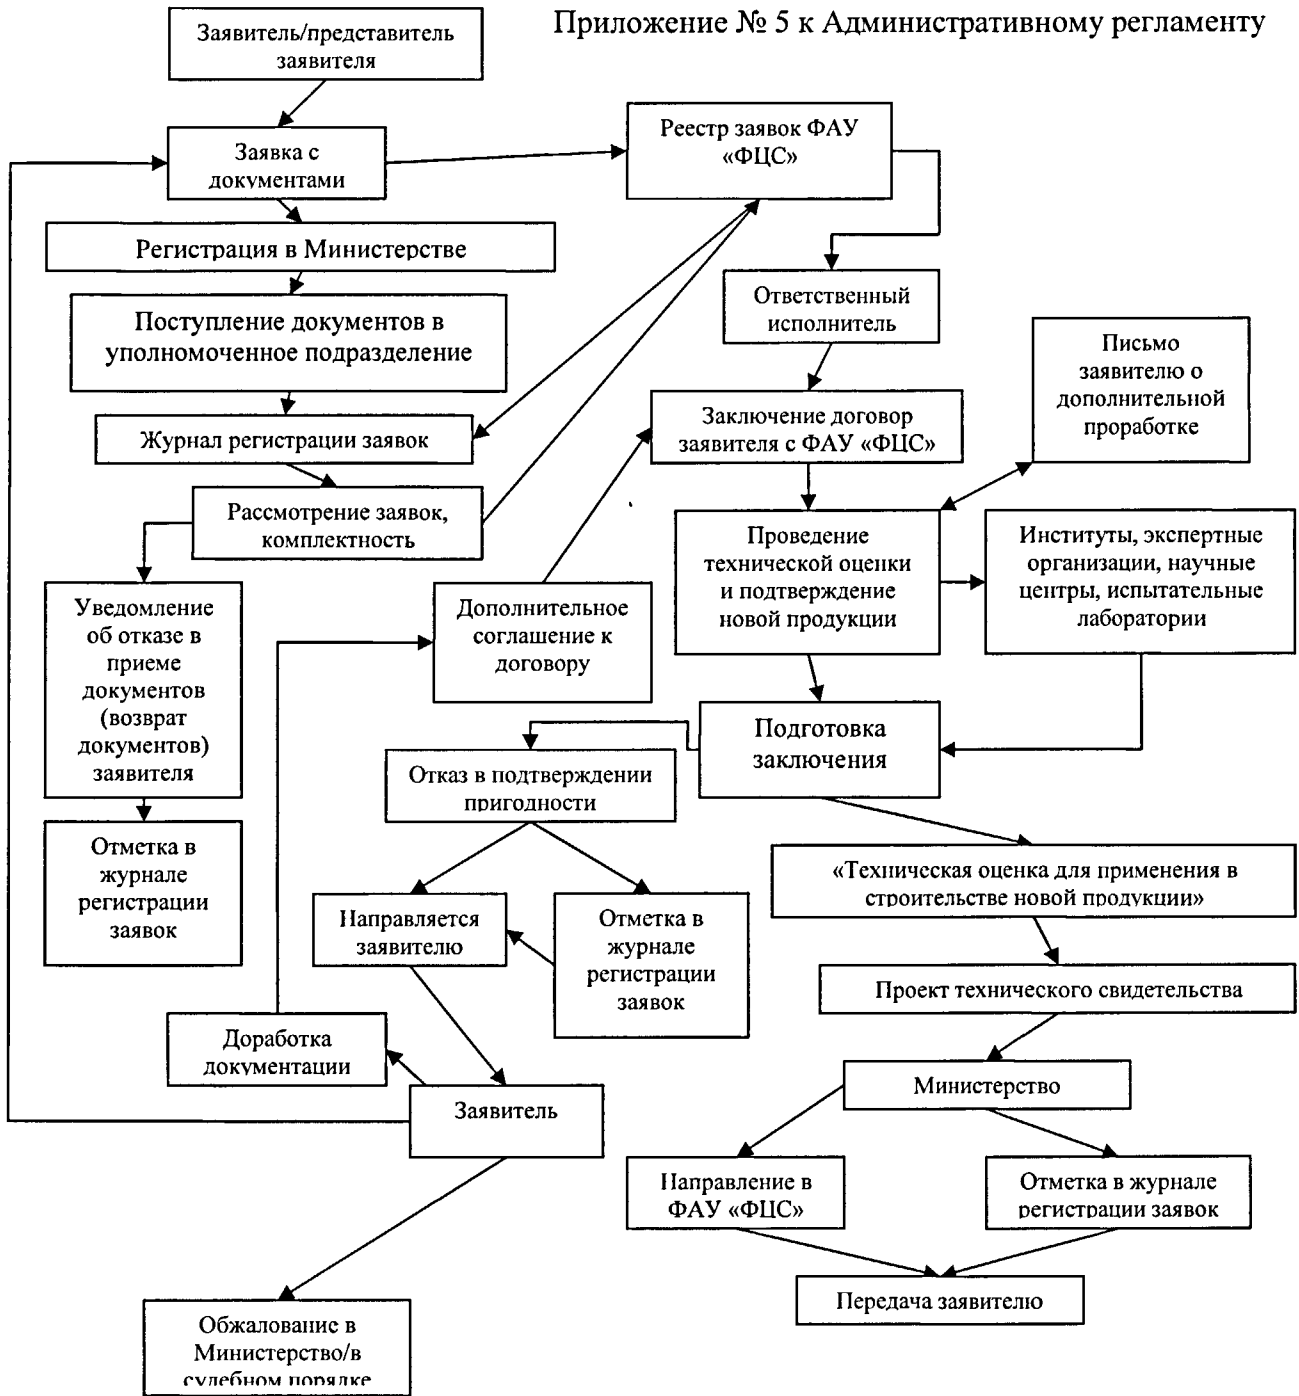 Приложение № 5 к Административному регламенту
Заявитель/представитель
заявителя
Заявка с
документами
Реестр заявок ФАУ
«ФЦС»
Регистрация в Министерстве
Ответственный
исполнитель
Поступление документов в
уполномоченное подразделение
Письмо
заявителю о
дополнительной
проработке
Журнал регистрации заявок
Заключение договор
заявителя с ФАУ «ФЦС»
Рассмотрение заявок,
комплектность
Проведение
технической оценки
и подтверждение
новой продукции
Институты, экспертные
организации, научные
центры, испытательные
лаборатории
Уведомление
об отказе в
приеме
документов
(возврат
документов)
заявителя
Дополнительное
соглашение к
договору
Подготовка
заключения
Отказ в подтверждении
пригодности
Отметка в
журнале
регистрации
заявок
«Техническая оценка для применения в
строительстве новой продукции»
Направляется
заявителю
Отметка в
журнале
регистрации
заявок
Проект технического свидетельства
Доработка
документации
Министерство
Заявитель
Направление в
ФАУ «ФЦС»
Отметка в журнале
регистрации заявок
Передача заявителю
Обжалование в
Министерство/в
судебном порядке